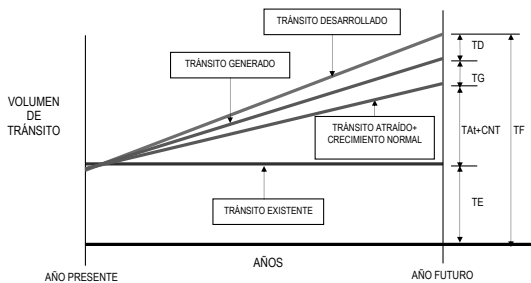 TRÁNSITO DESARROLLADO
TRÁNSITO GENERADO
VOLUMEN
DE
TRÁNSITO
TRÁNSITO ATRAÍDO+
CRECIMIENTO NORMAL
TRÁNSITO EXISTENTE
TD
TG
TAt+CNT
TF
TE
AÑOS
AÑO PRESENTE
AÑO FUTURO